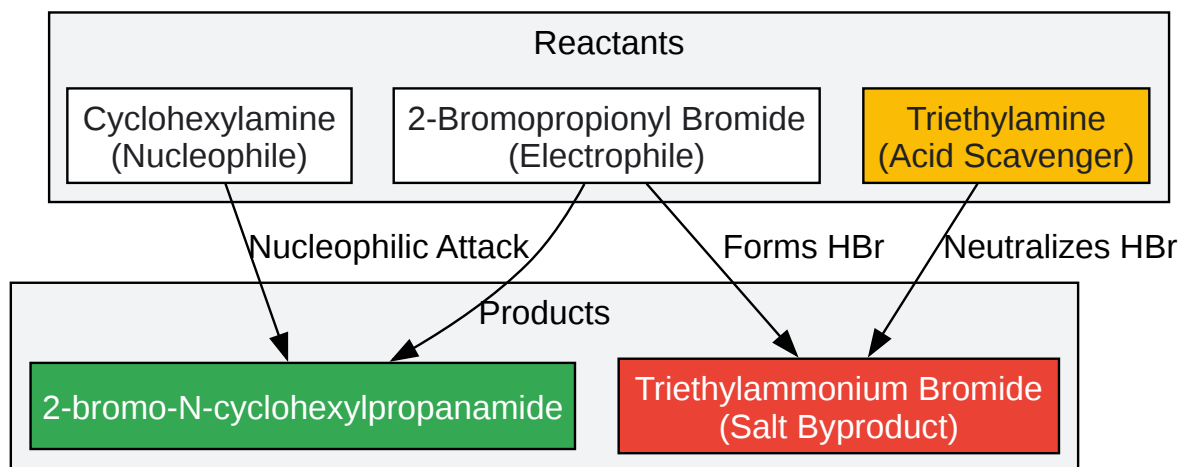 Reactants
Cyclohexylamine
(Nucleophile)
2-Bromopropionyl Bromide
(Electrophile)
Triethylamine
(Acid Scavenger)
Nucleophilic Attack
Forms HBr
Neutralizes HBr
Products
2-bromo-N-cyclohexylpropanamide
Triethylammonium Bromide
(Salt Byproduct)